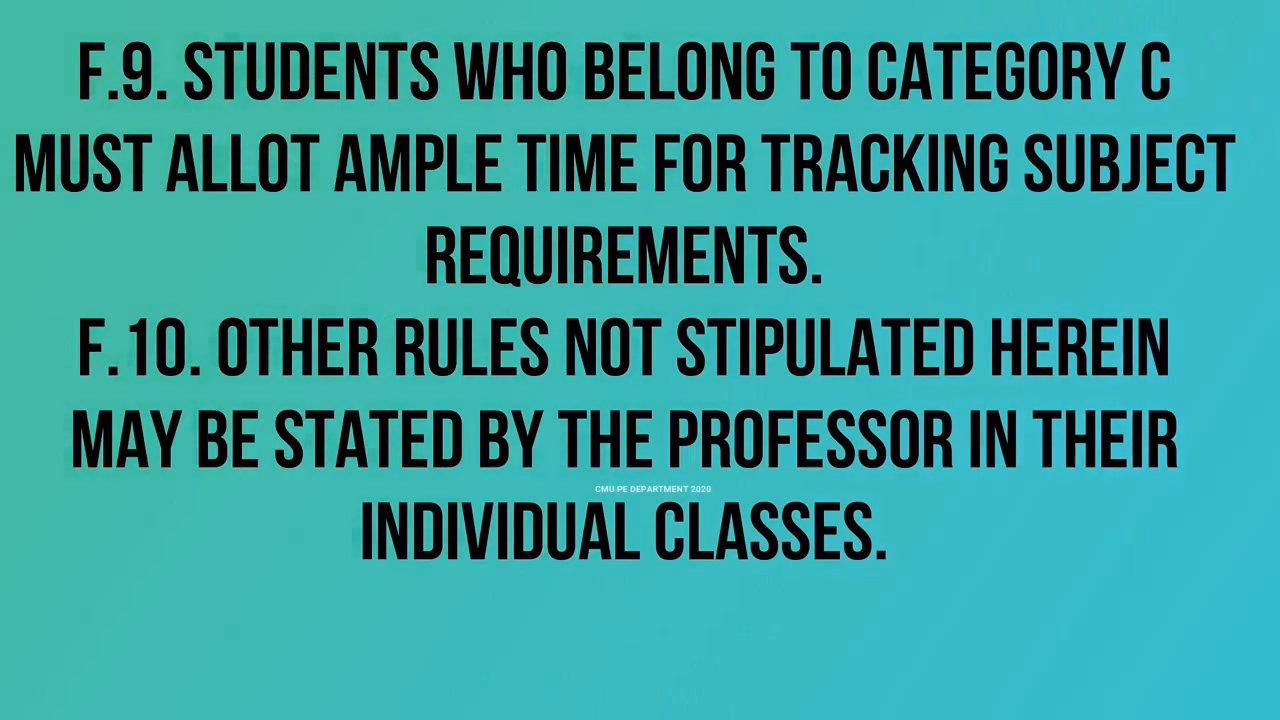 F.9. STUDENTS WHO BELONG TO CATEGORY C
MUST ALLOT AMPLE TIME FOR TRACKING SUBJECT
REQUIREMENTS.
F.10. OTHER RULES NOT STIPULATED HEREIN
MAY BE STATED BY THE PROFESSOR IN THEIR
CMU PE DEPARTMENT 2020
INDIVIDUAL CLASSES.